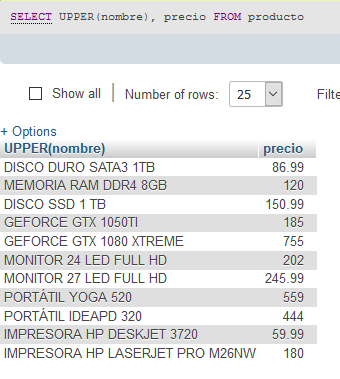 SELECT UPPER(nombre), precio FROM producto
Show all | Number of rows: 25 Filte
+ Options
UPPER(nombre) precio
DISCO DURO SATA3 1TB 86.99
MEMORIA RAM DDR4 8GB 120
DISCO SSD 1 TB 150.99
GEFORCE GTX 1050TI 185
GEFORCE GTX 1080 XTREME 755
MONITOR 24 LED FULL HD 202
MONITOR 27 LED FULL HD 245.99
PORTÁTIL YOGA 520 559
PORTÁTIL IDEAPD 320 444
IMPRESORA HP DESKJET 3720 59.99
IMPRESORA HP LASERJET PRO M26NW 180